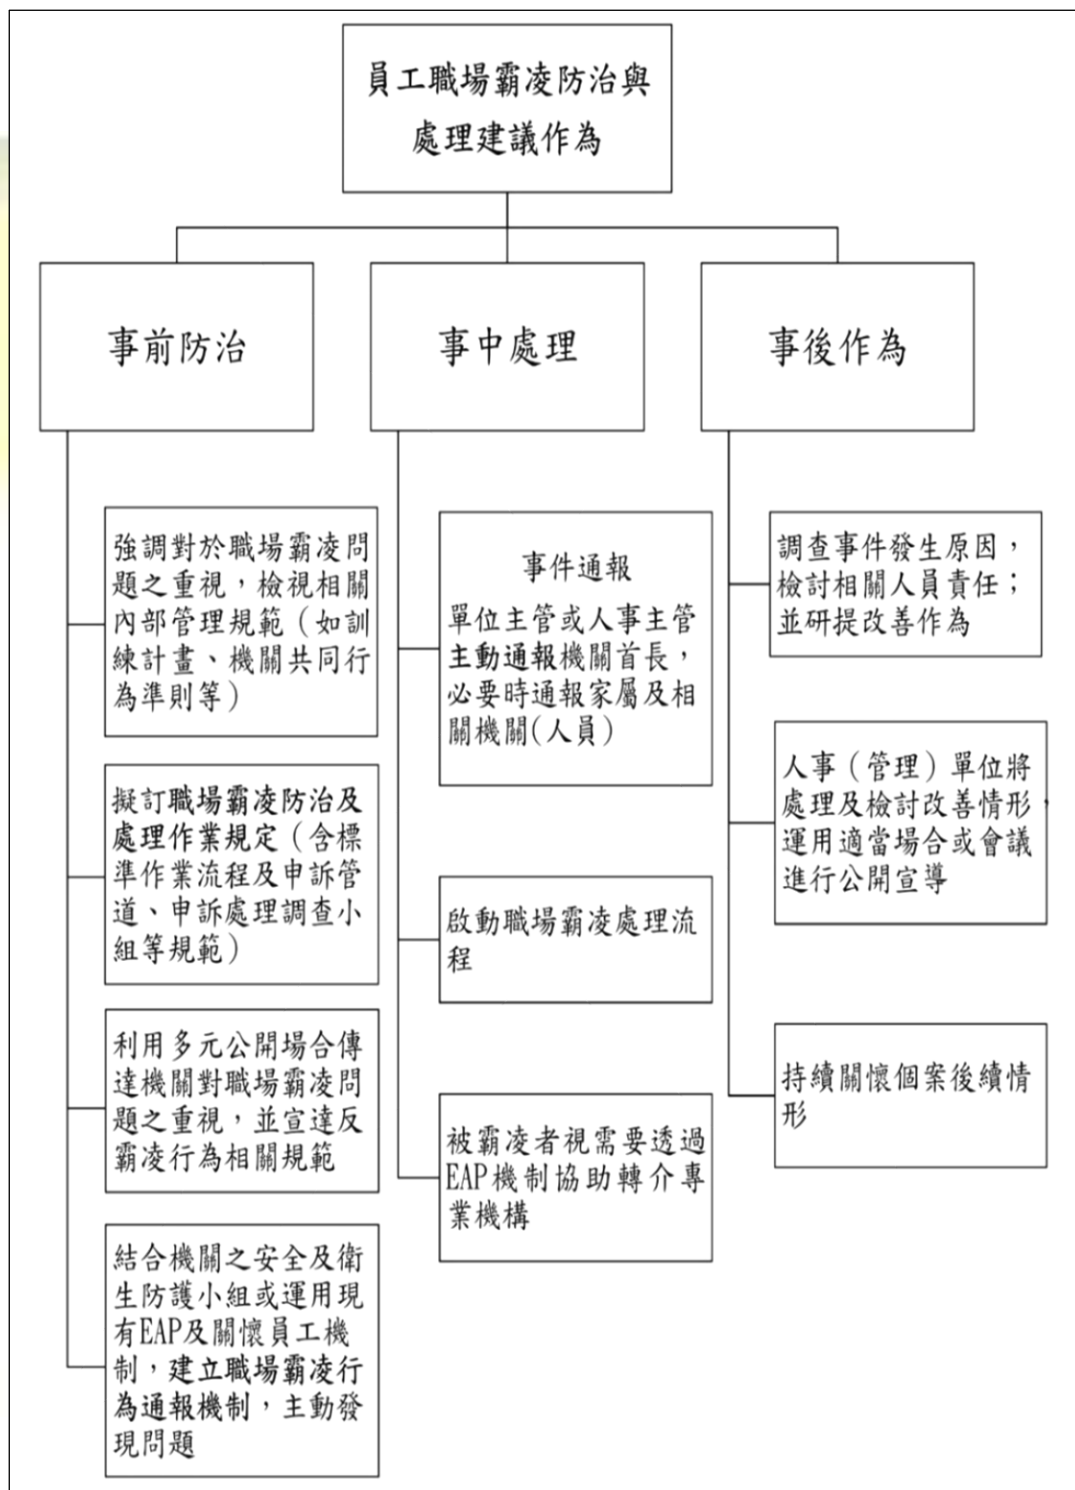 員工職場霸凌防治與
處理建議作為
事前防治
強調對於職場霸凌問
題之重視，檢視相關
內部管理規範（如訓
練計畫、機關共同行
為準則等）
擬訂職場霸凌防治及
處理作業規定（含標
準作業流程及申訴管
道、申訴處理調查小
組等規範）
利用多元公開場合傳
達機關對職場霸凌問
題之重視，並宣達反
霸凌行為相關規範
結合機關之安全及衛
生防護小組或運用現
有EAP及關懷員工機
制，建立職場霸凌行
為通報機制，主動發
現問題
事中處理
事件通報
單位主管或人事主管
主動通報機關首長，
必要時通報家屬及相
關機關(人員)
啟動職場霸凌處理流
程
被霸凌者視需要透過
EAP機制協助轉介專
業機構
事後作為
調查事件發生原因，
檢討相關人員責任；
並研提改善作為
人事（管理）單位將
處理及檢討改善情形，
運用適當場合或會議
進行公開宣導
持續關懷個案後續情
形